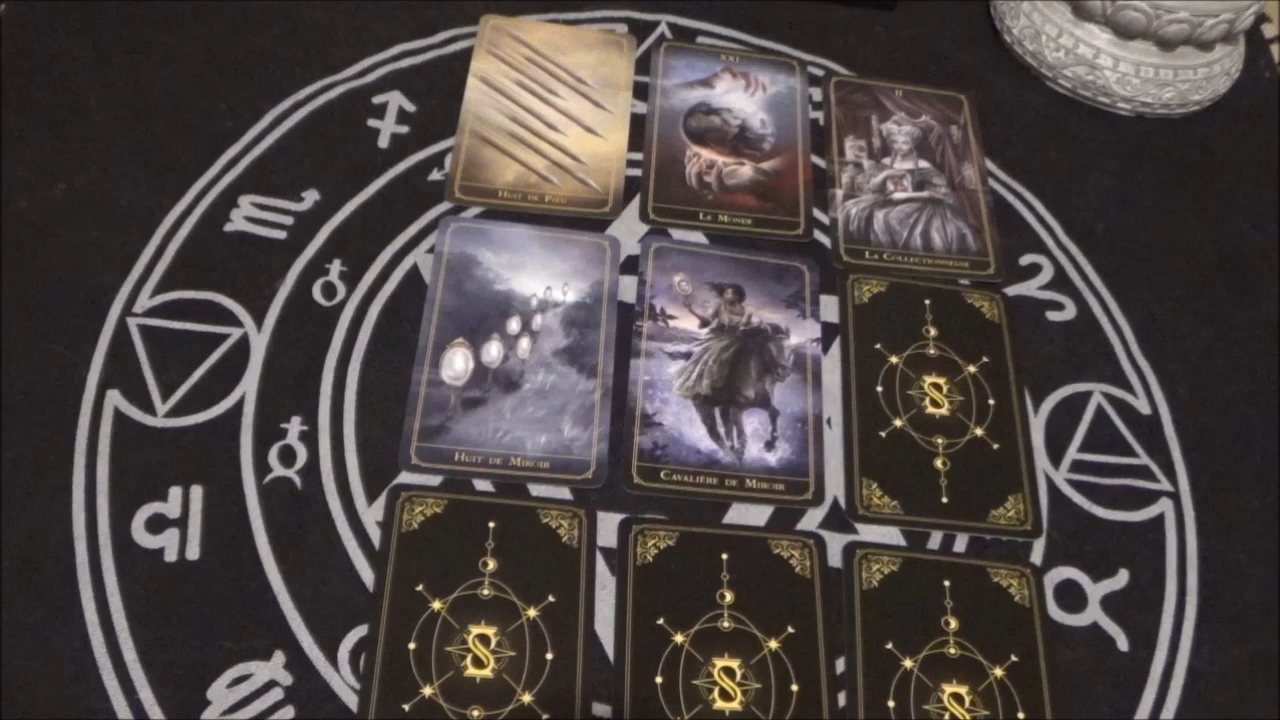 Huit de Pieu
XXI
Le Monde
II
La Collectionneuse
Huit de Miroir
Cavalière de Miroir
S
S
S
S